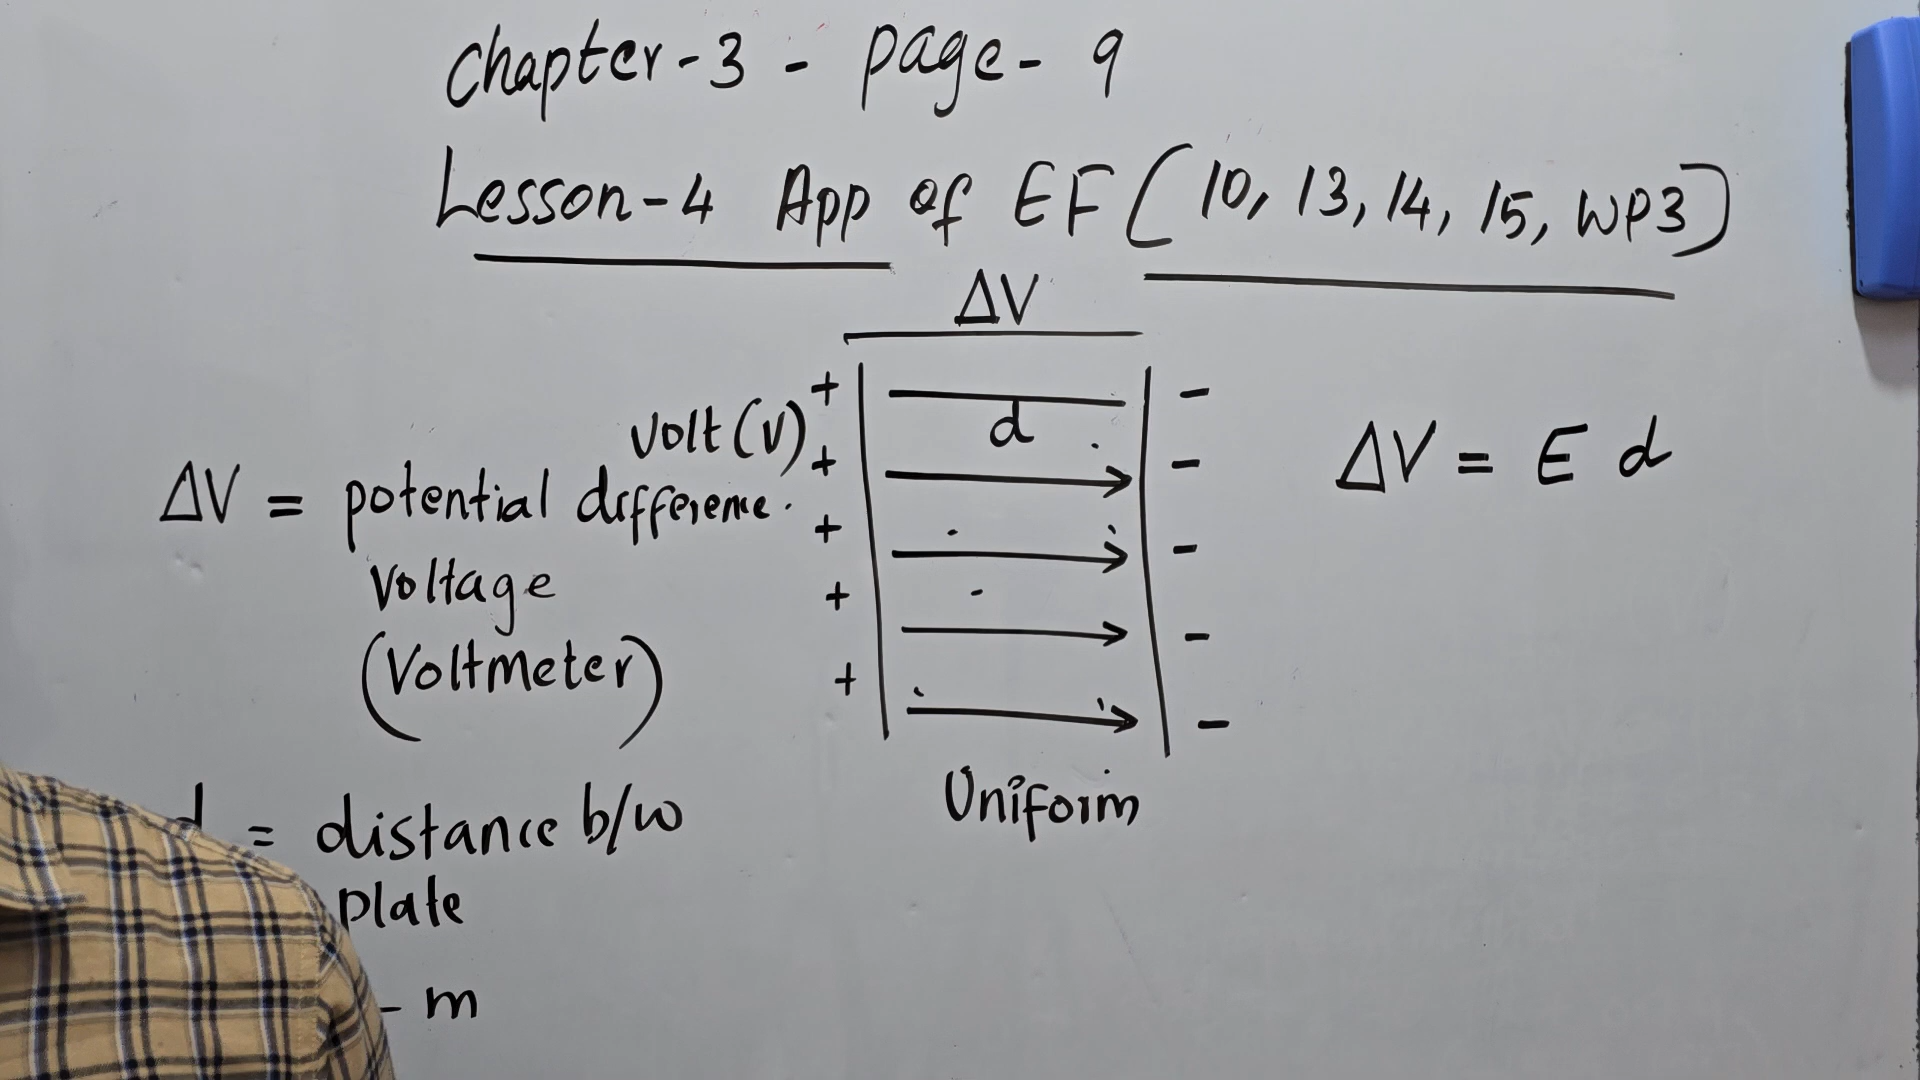 Chapter-3 - page- 9
Lesson-4 App of EF (10, 13, 14, 15, WP3)
ΔV
+ d -
volt (V) + -
ΔV = potential difference.
+ -
voltage
+ -
(Voltmeter)
+ -
Uniform
ΔV = E d
d = distance b/w
plate
- m